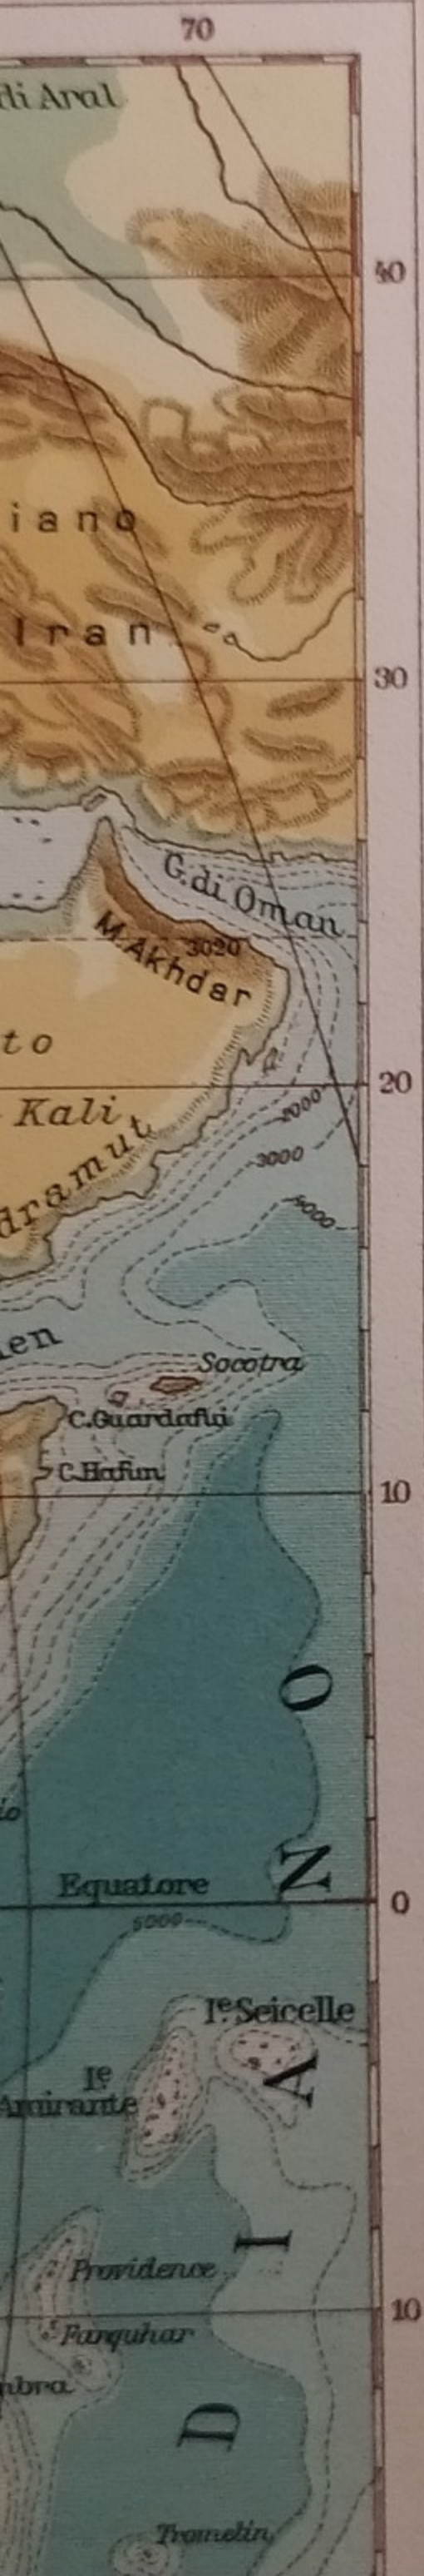 70
di Aral
40
iano
Iran
30
G. di Oman
M. Akhdar
3020
to
Kali
20
dramut
2000
3000
en
Socotra
C. Guardafui
C. Hafun
10
O
N
Equatore
0
5000
Iᵉ Seicelle
A
Iᵉ
Amirante
I
Providence
10
Farquhar
mbra
D
Tromelin